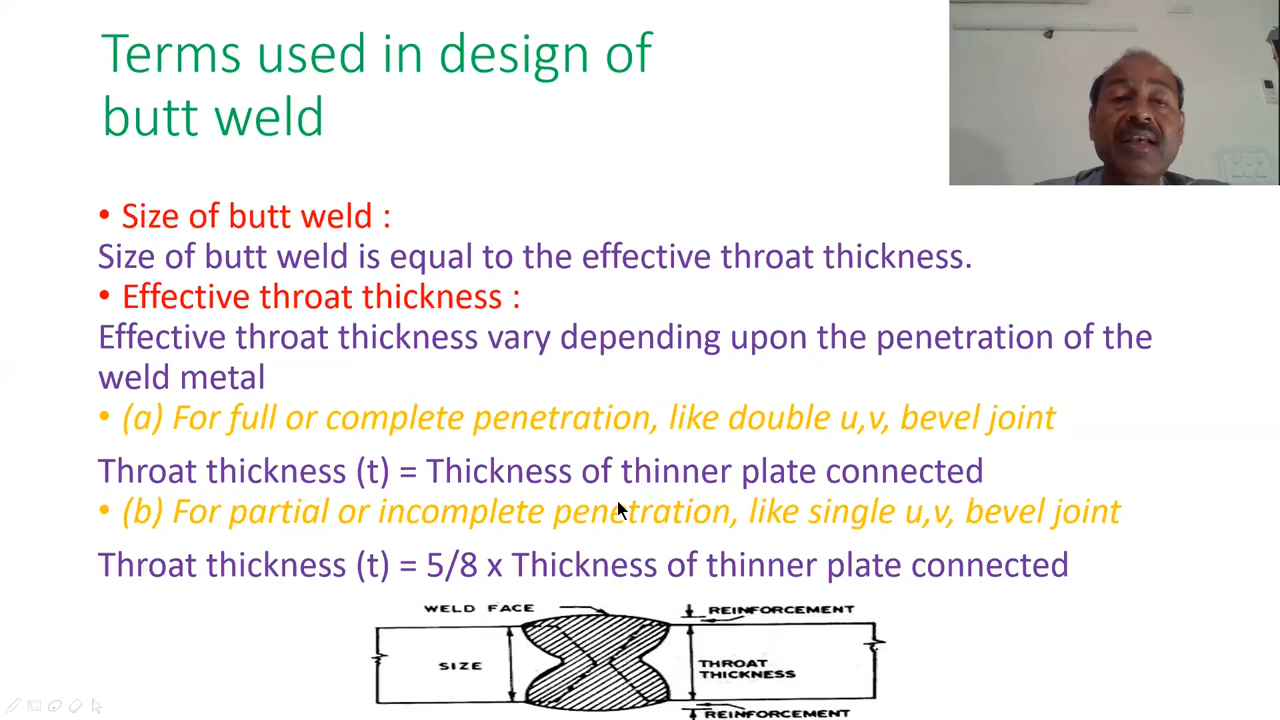 Terms used in design of
butt weld
• Size of butt weld :
Size of butt weld is equal to the effective throat thickness.
• Effective throat thickness :
Effective throat thickness vary depending upon the penetration of the
weld metal
• (a) For full or complete penetration, like double u,v, bevel joint
Throat thickness (t) = Thickness of thinner plate connected
• (b) For partial or incomplete penetration, like single u,v, bevel joint
Throat thickness (t) = 5/8 x Thickness of thinner plate connected
WELD FACE
REINFORCEMENT
SIZE
THROAT
THICKNESS
REINFORCEMENT